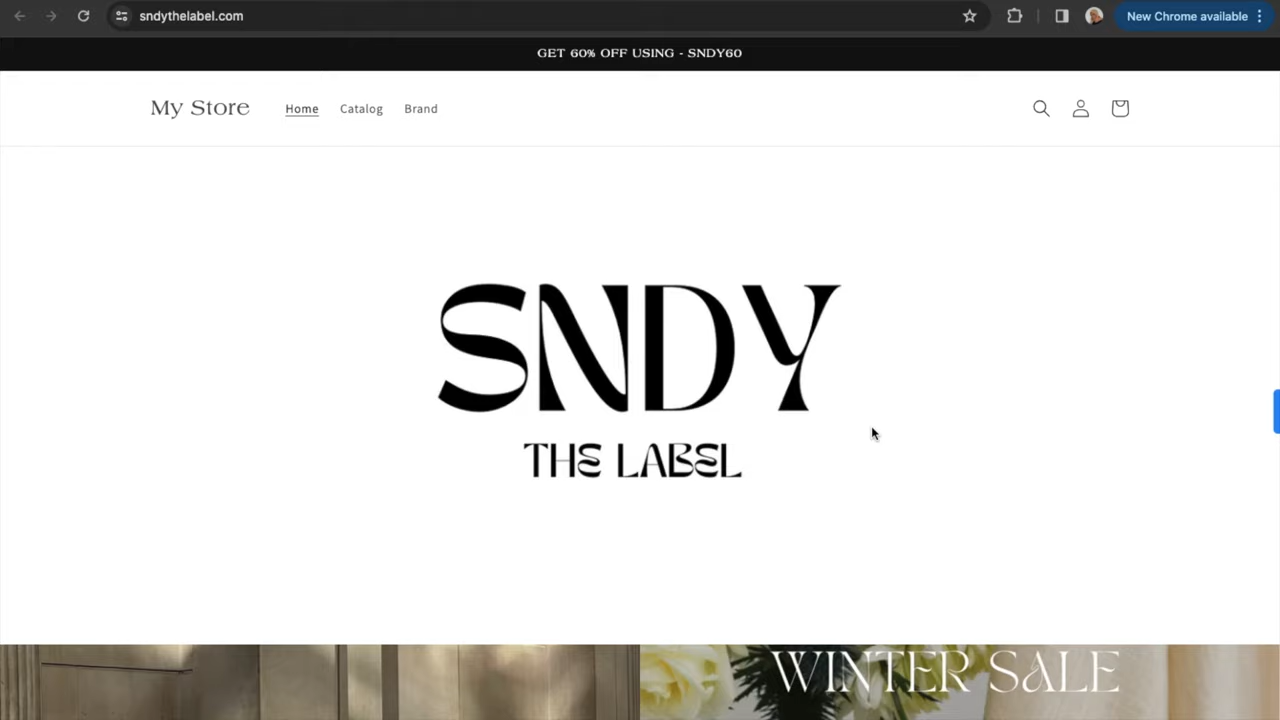 sndythelabel.com
New Chrome available
GET 60% OFF USING - SNDY60
My Store
Home
Catalog
Brand
SNDY
THE LABEL
WINTER SALE